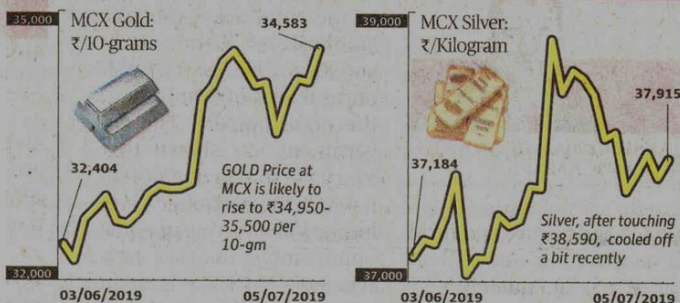 35,000
MCX Gold:
₹/10-grams
34,583
32,404
GOLD Price at
MCX is likely to
rise to ₹34,950-
35,500 per
10-gm
32,000
03/06/2019
05/07/2019
39,000
MCX Silver:
₹/Kilogram
37,915
37,184
Silver, after touching
₹38,590, cooled off
a bit recently
37,000
03/06/2019
05/07/2019